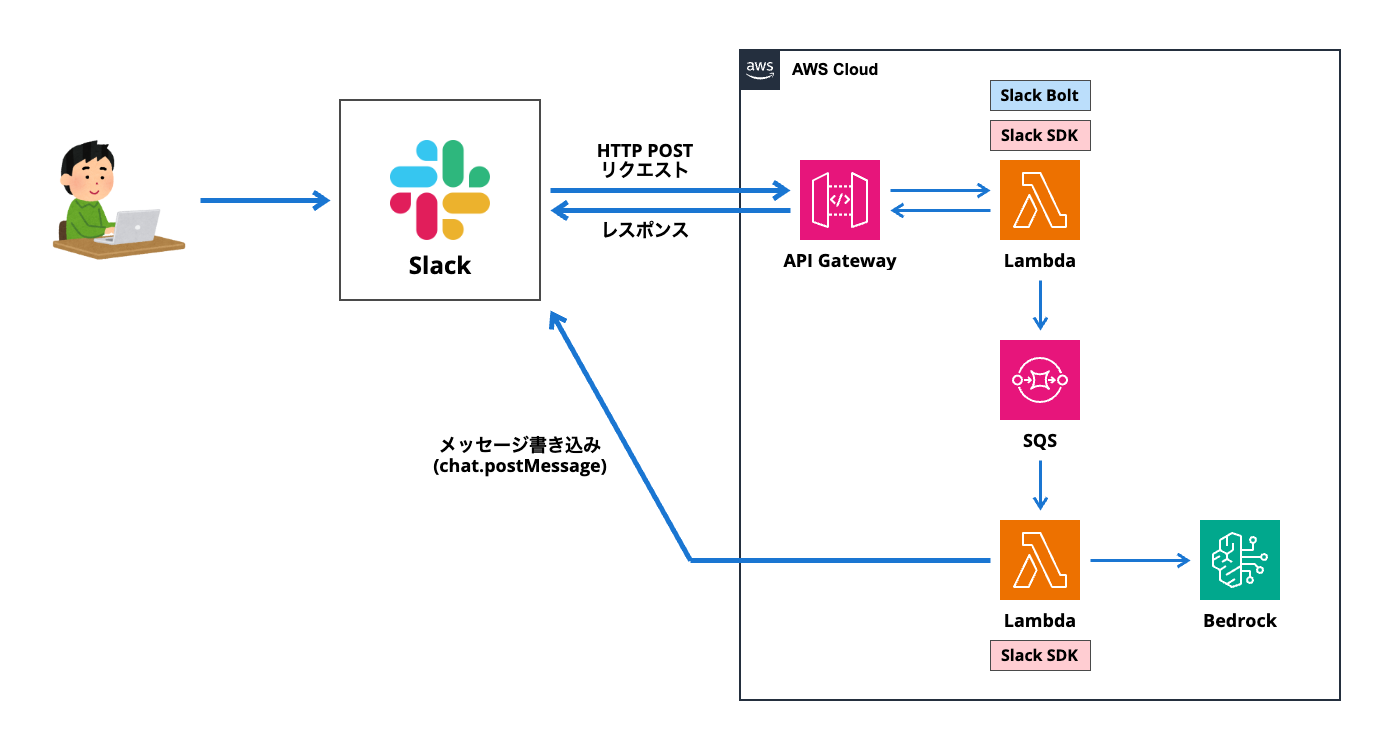 aws
AWS Cloud
Slack Bolt
Slack SDK
HTTP POST
リクエスト
レスポンス
Slack
API Gateway
Lambda
SQS
メッセージ書き込み
(chat.postMessage)
Lambda
Bedrock
Slack SDK